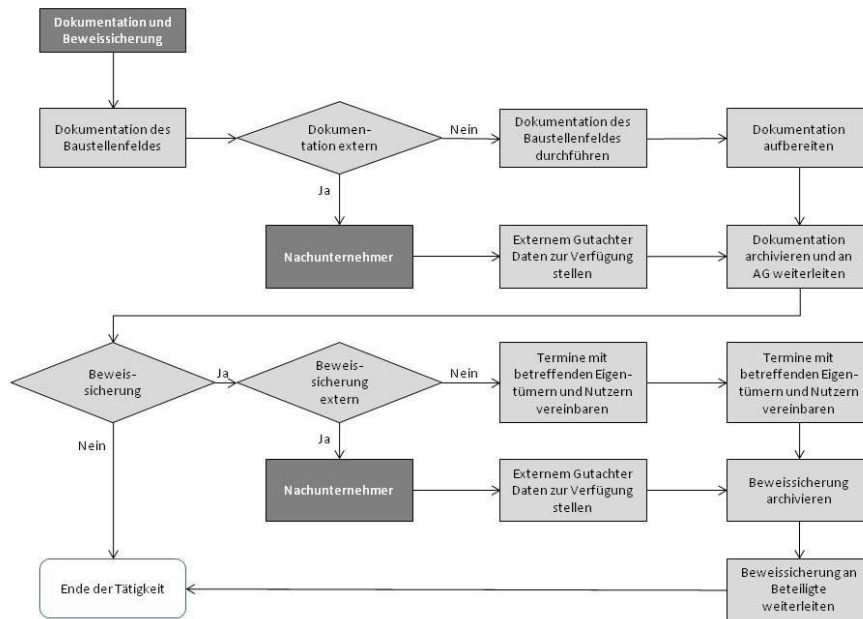 Dokumentation und
Beweissicherung
Dokumentation des
Baustellenfeldes
Dokumen-
tation extern
Nein
Dokumentation des
Baustellenfeldes
durchführen
Dokumentation
aufbereiten
Ja
Nachunternehmer
Externem Gutachter
Daten zur Verfügung
stellen
Dokumentation
archivieren und an
AG weiterleiten
Beweis-
sicherung
Ja
Beweis-
sicherung
extern
Nein
Termine mit
betreffenden Eigen-
tümern und Nutzern
vereinbaren
Termine mit
betreffenden Eigen-
tümern und Nutzern
vereinbaren
Nein
Ja
Nachunternehmer
Externem Gutachter
Daten zur Verfügung
stellen
Beweissicherung
archivieren
Ende der Tätigkeit
Beweissicherung an
Beteiligte
weiterleiten